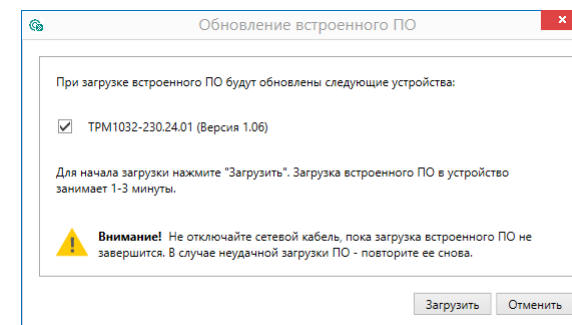 Обновление встроенного ПО
При загрузке встроенного ПО будут обновлены следующие устройства:
ТРМ1032-230.24.01 (Версия 1.06)
Для начала загрузки нажмите "Загрузить". Загрузка встроенного ПО в устройство
занимает 1-3 минуты.
Внимание! Не отключайте сетевой кабель, пока загрузка встроенного ПО не
завершится. В случае неудачной загрузки ПО - повторите ее снова.
Загрузить Отменить